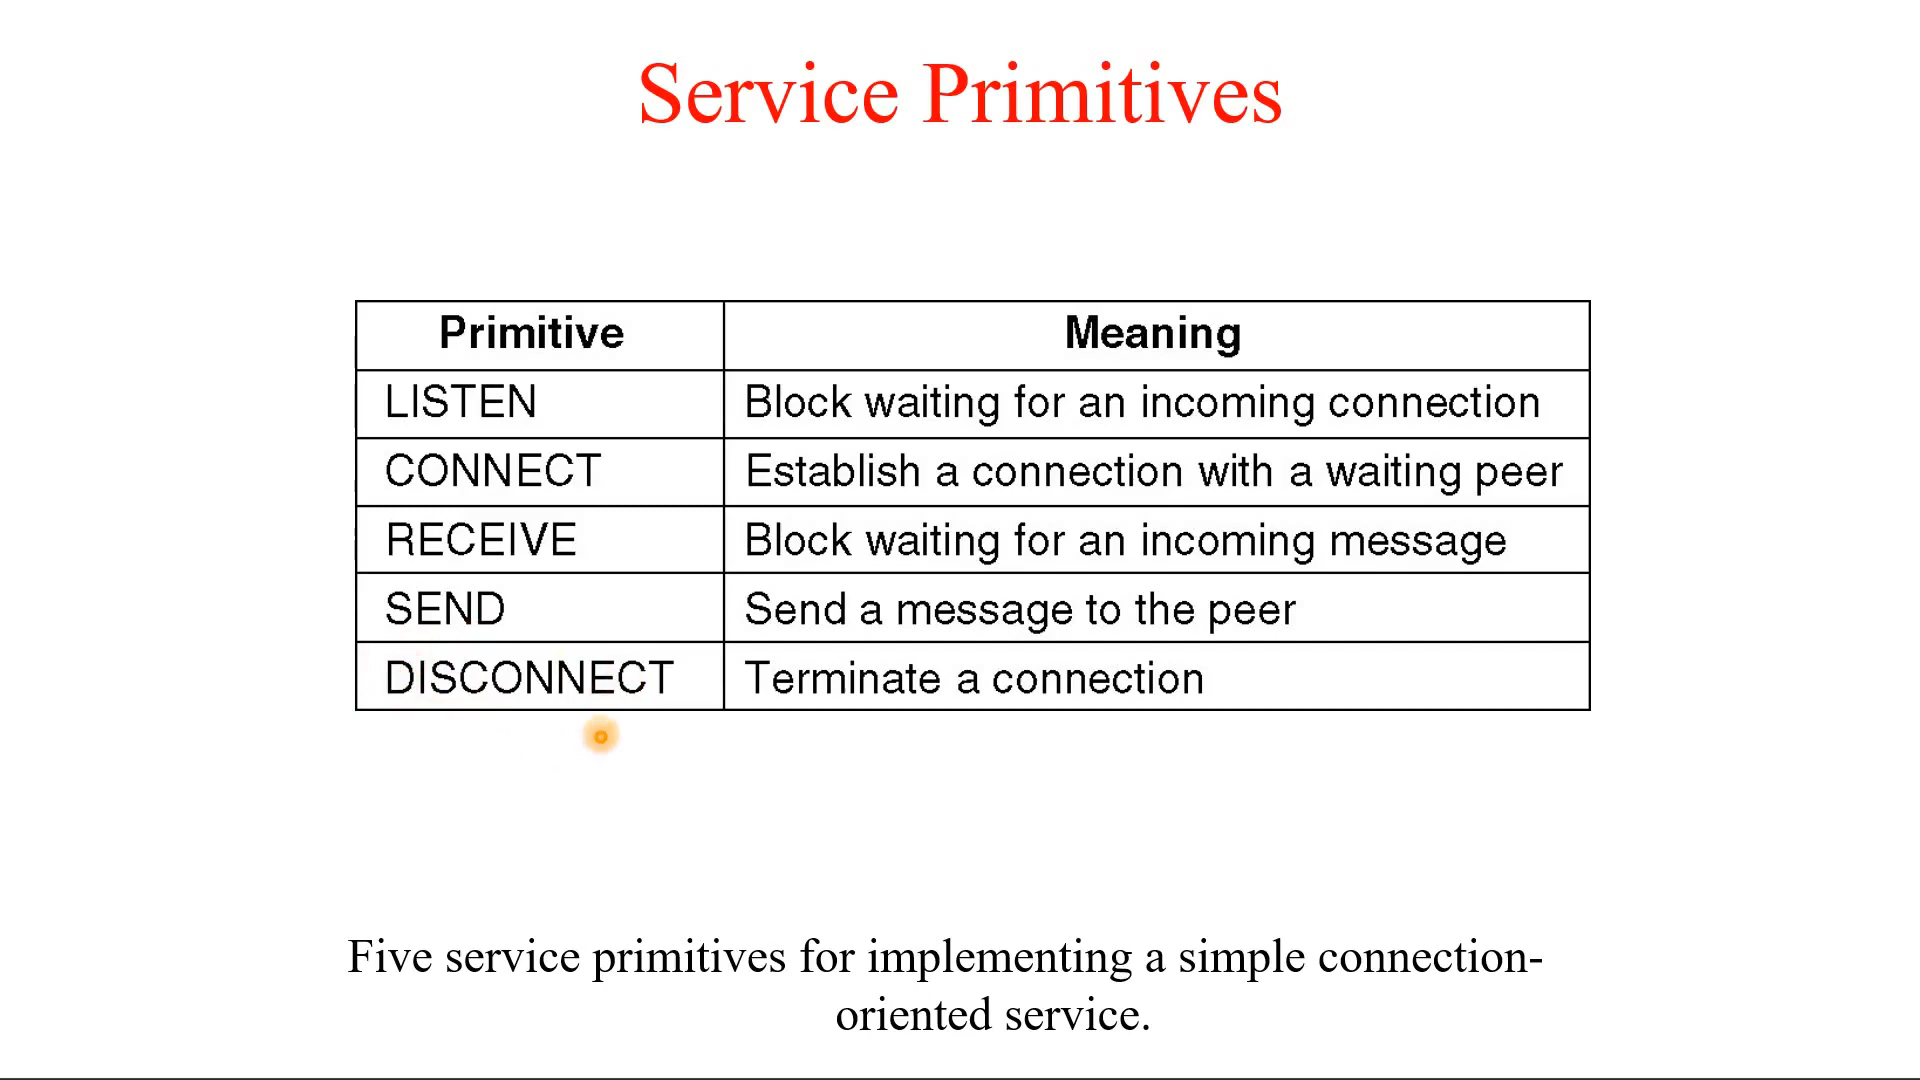 Service Primitives
Primitive Meaning
LISTEN Block waiting for an incoming connection
CONNECT Establish a connection with a waiting peer
RECEIVE Block waiting for an incoming message
SEND Send a message to the peer
DISCONNECT Terminate a connection
Five service primitives for implementing a simple connection-
oriented service.